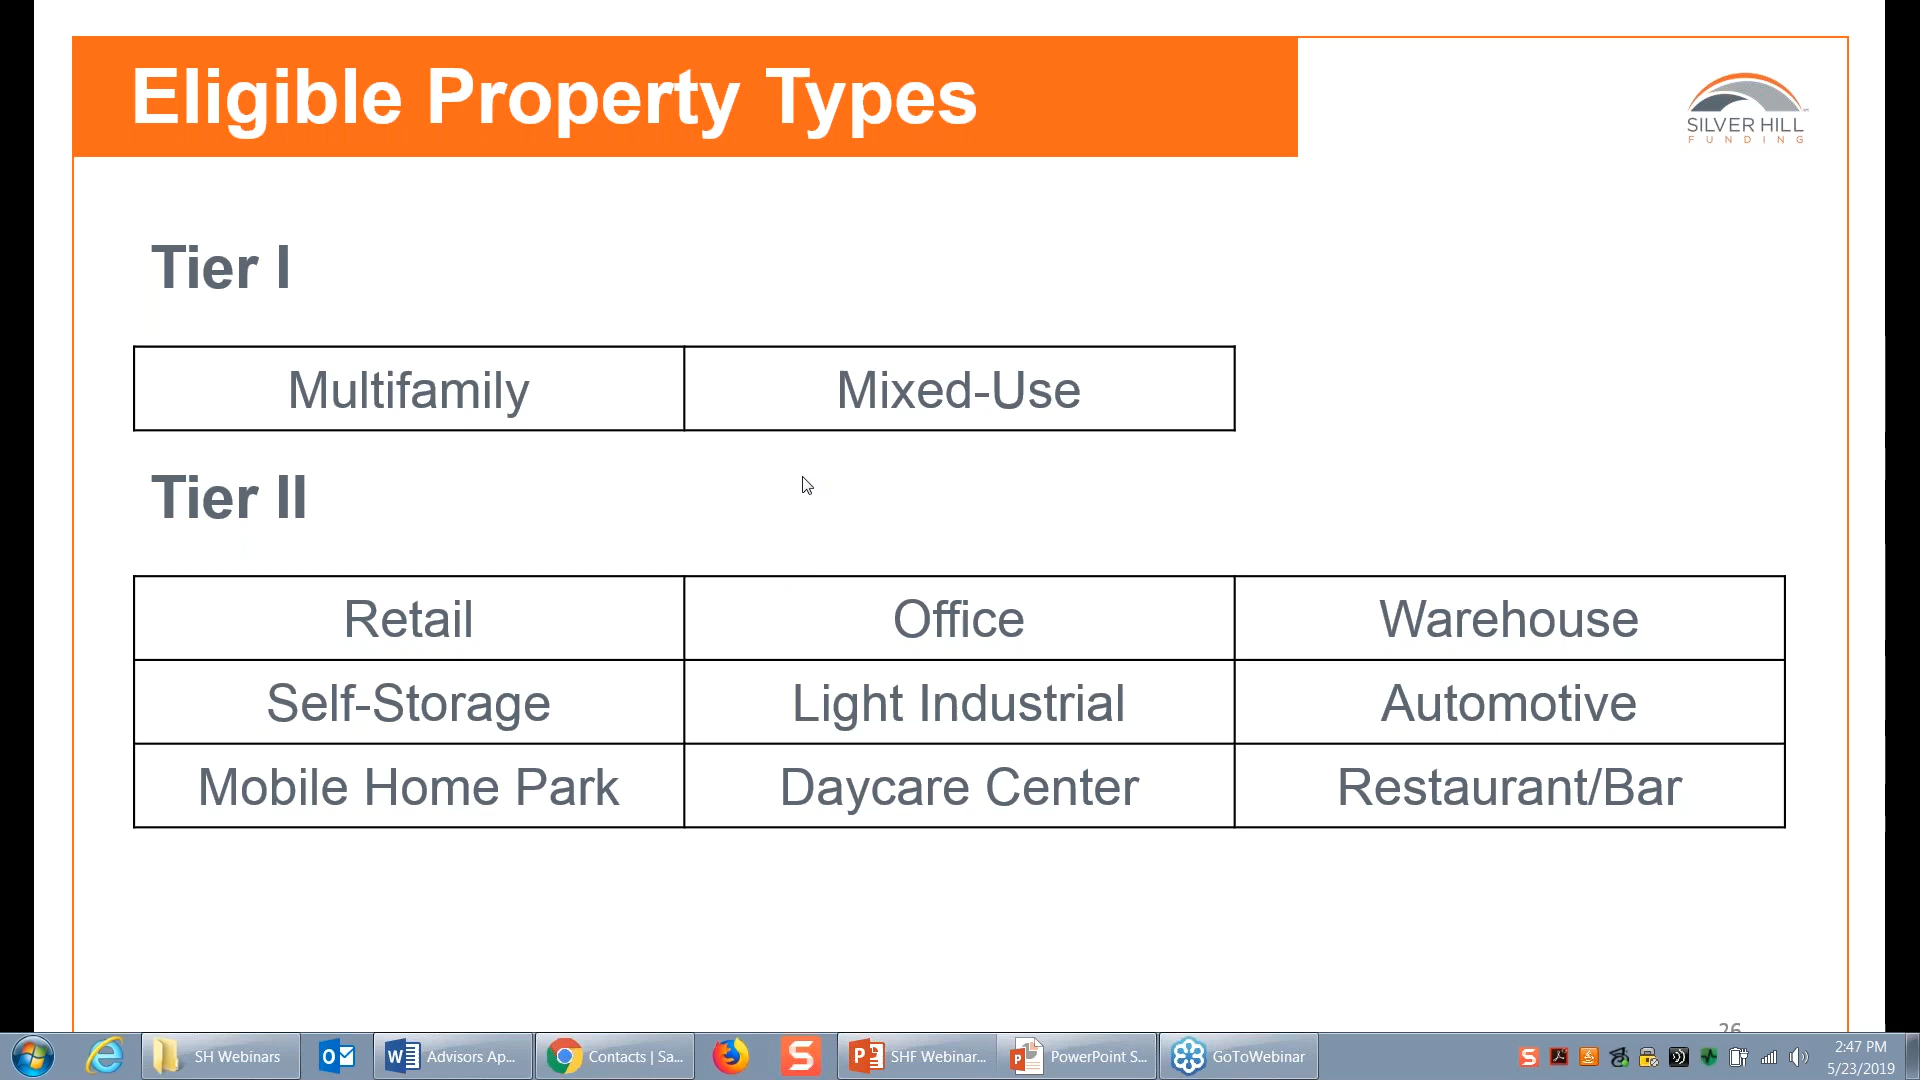 Eligible Property Types
SILVER HILL
FUNDING
Tier I
Multifamily Mixed-Use
Tier II
Retail Office Warehouse
Self-Storage Light Industrial Automotive
Mobile Home Park Daycare Center Restaurant/Bar
26
SH Webinars Advisors Ap... Contacts | Sa... SHF Webinar... PowerPoint S... GoToWebinar
2:47 PM
5/23/2019